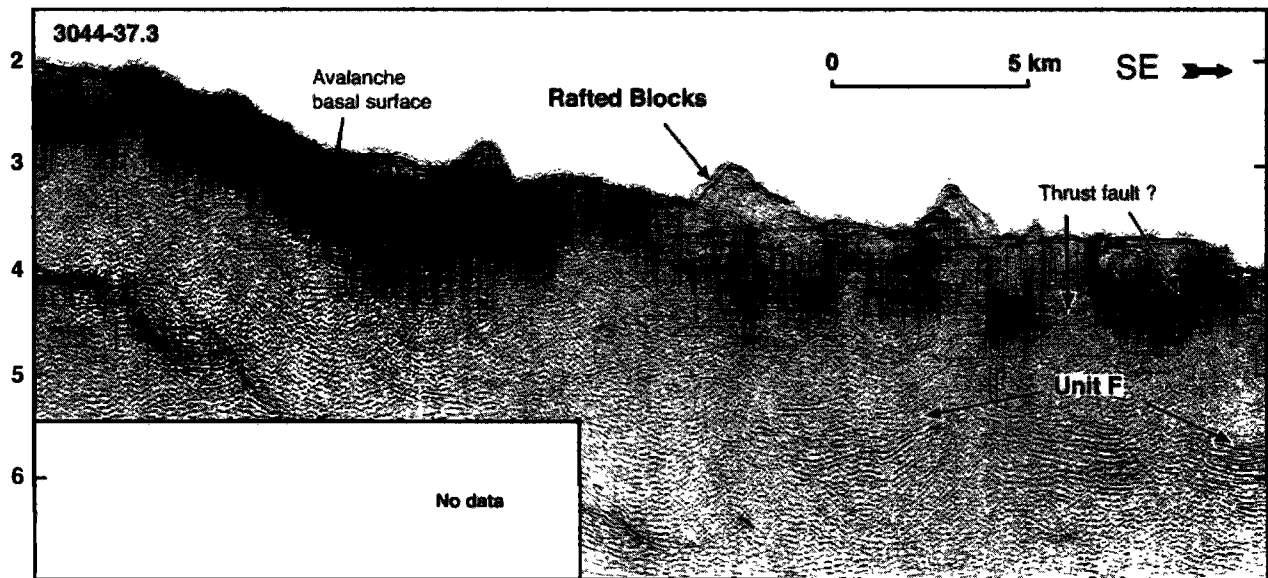 3044-37.3
2
3
4
5
6
Avalanche
basal surface
Rafted Blocks
0 5 km
SE
Thrust fault ?
Unit F
No data